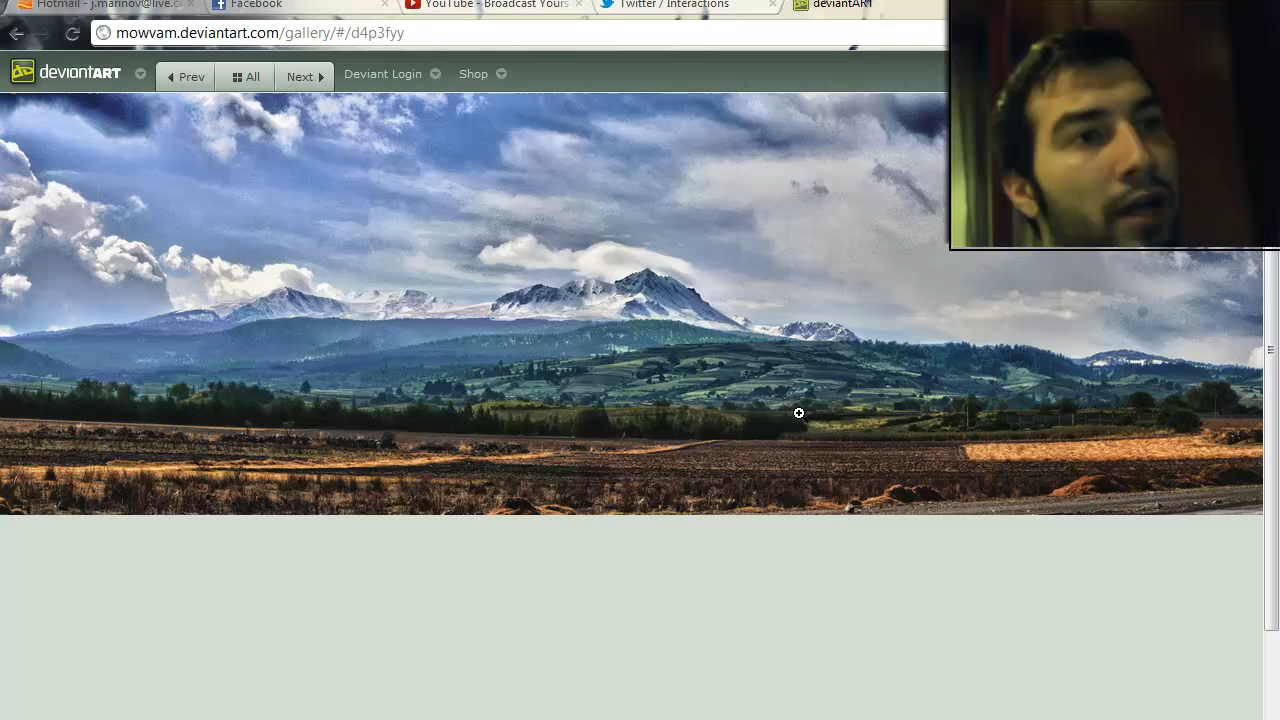 Hotmail - j.marinov@live.c
Facebook
YouTube - Broadcast Yours
Twitter / Interactions
deviantART
mowvam.deviantart.com/gallery/#/d4p3fyy
deviantART
Prev
All
Next
Deviant Login
Shop